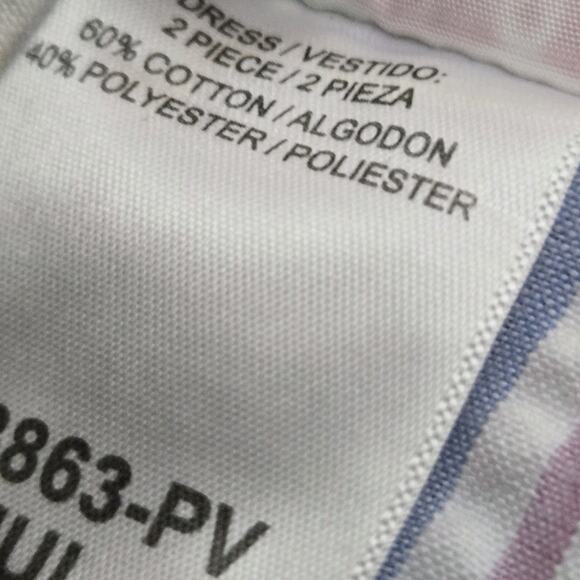 DRESS / VESTIDO:
2 PIECE / 2 PIEZA
60% COTTON / ALGODON
40% POLYESTER / POLIESTER
863-PV